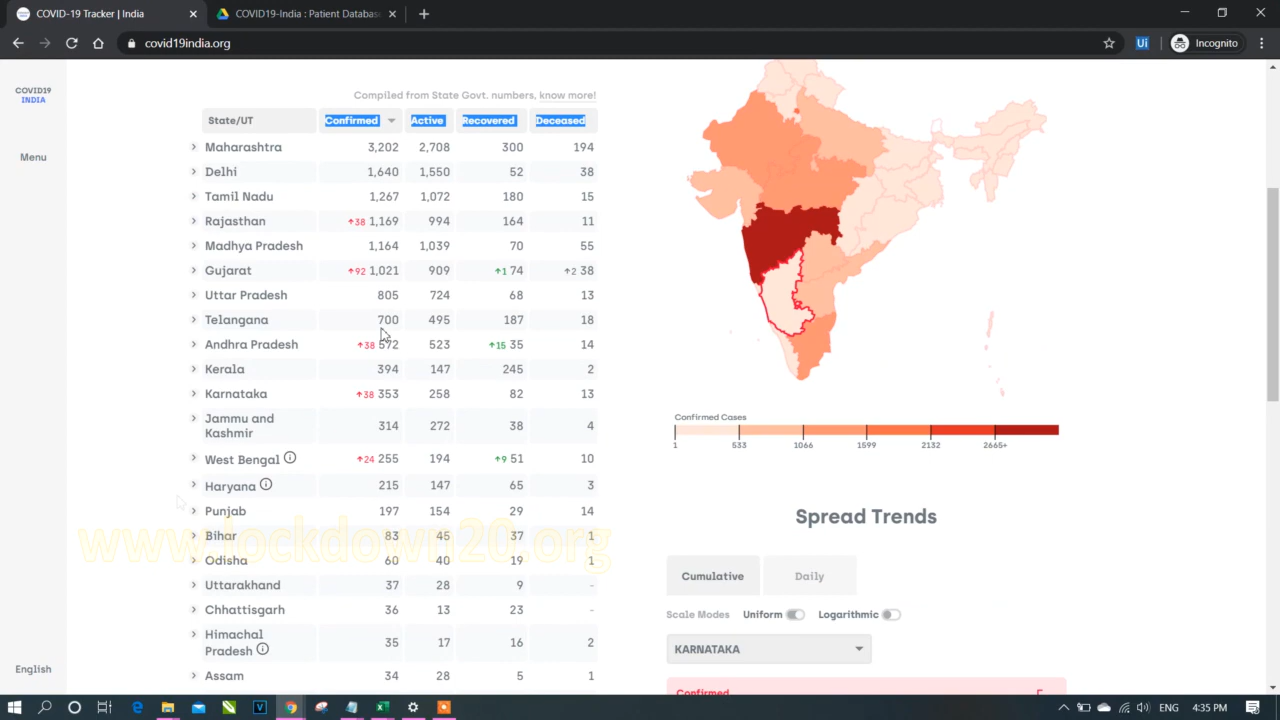 COVID-19 Tracker | India
COVID19-India : Patient Databas
covid19india.org
Ui
Incognito
COVID19
INDIA
Menu
English
Compiled from State Govt. numbers, know more!
State/UT Confirmed Active Recovered Deceased
Maharashtra 3,202 2,708 300 194
Delhi 1,640 1,550 52 38
Tamil Nadu 1,267 1,072 180 15
Rajasthan ↑38 1,169 994 164 11
Madhya Pradesh 1,164 1,039 70 55
Gujarat ↑92 1,021 909 ↑1 74 ↑2 38
Uttar Pradesh 805 724 68 13
Telangana 700 495 187 18
Andhra Pradesh ↑38 572 523 ↑15 35 14
Kerala 394 147 245 2
Karnataka ↑38 353 258 82 13
Jammu and
Kashmir 314 272 38 4
West Bengal ↑24 255 194 ↑9 51 10
Haryana 215 147 65 3
Punjab 197 154 29 14
www.lockdown20.org
Bihar 83 45 37 1
Odisha 60 40 19 1
Uttarakhand 37 28 9 -
Chhattisgarh 36 13 23 -
Himachal
Pradesh 35 17 16 2
Assam 34 28 5 1
Confirmed Cases
1 533 1066 1599 2132 2665+
Spread Trends
Cumulative Daily
Scale Modes Uniform Logarithmic
KARNATAKA
Confirmed
ENG 4:35 PM